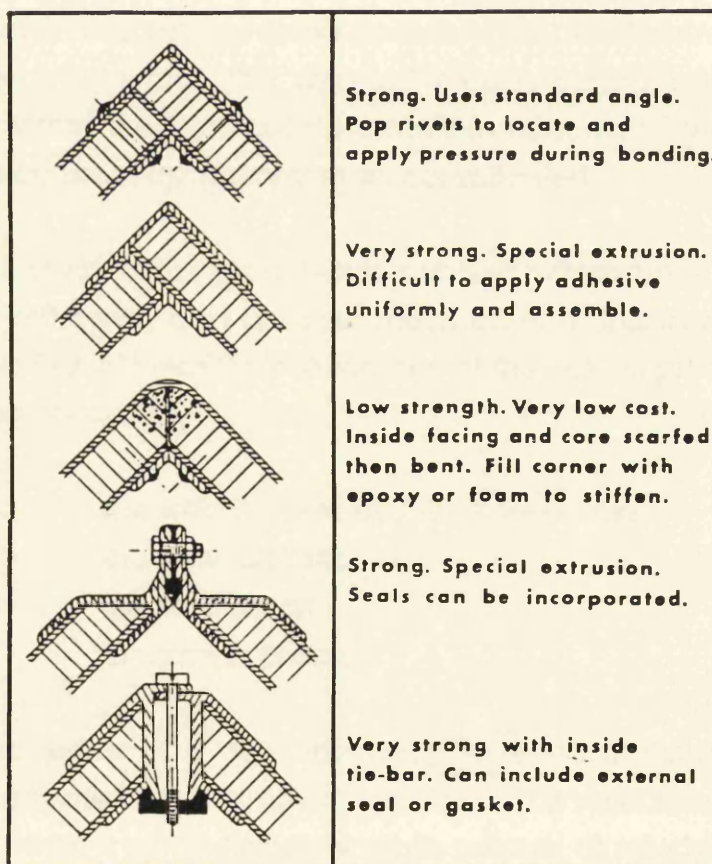 Strong. Uses standard angle.
Pop rivets to locate and
apply pressure during bonding.
Very strong. Special extrusion.
Difficult to apply adhesive
uniformly and assemble.
Low strength. Very low cost.
Inside facing and core scarfed
then bent. Fill corner with
epoxy or foam to stiffen.
Strong. Special extrusion.
Seals can be incorporated.
Very strong with inside
tie-bar. Can include external
seal or gasket.